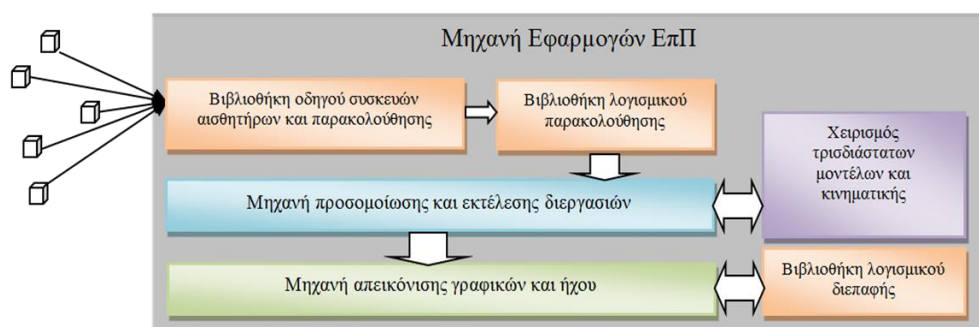 Μηχανή Εφαρμογών ΕπΠ
Βιβλιοθήκη οδηγού συσκευών
αισθητήρων και παρακολούθησης
Βιβλιοθήκη λογισμικού
παρακολούθησης
Χειρισμός
τρισδιάστατων
μοντέλων και
κινηματικής
Μηχανή προσομοίωσης και εκτέλεσης διεργασιών
Μηχανή απεικόνισης γραφικών και ήχου
Βιβλιοθήκη λογισμικού
διεπαφής